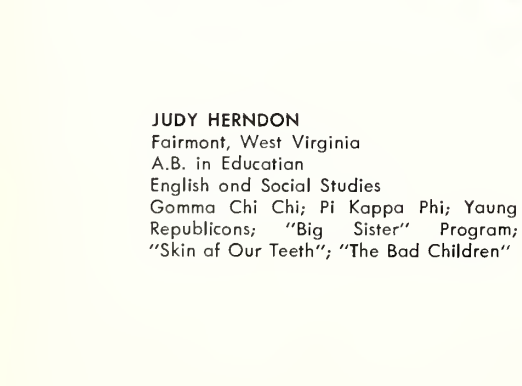 JUDY HERNDON
Fairmont, West Virginia
A.B. in Educatian
English ond Social Studies
Gomma Chi Chi; Pi Kappa Phi; Yaung
Republicons; "Big Sister" Program;
"Skin af Our Teeth"; "The Bad Children"